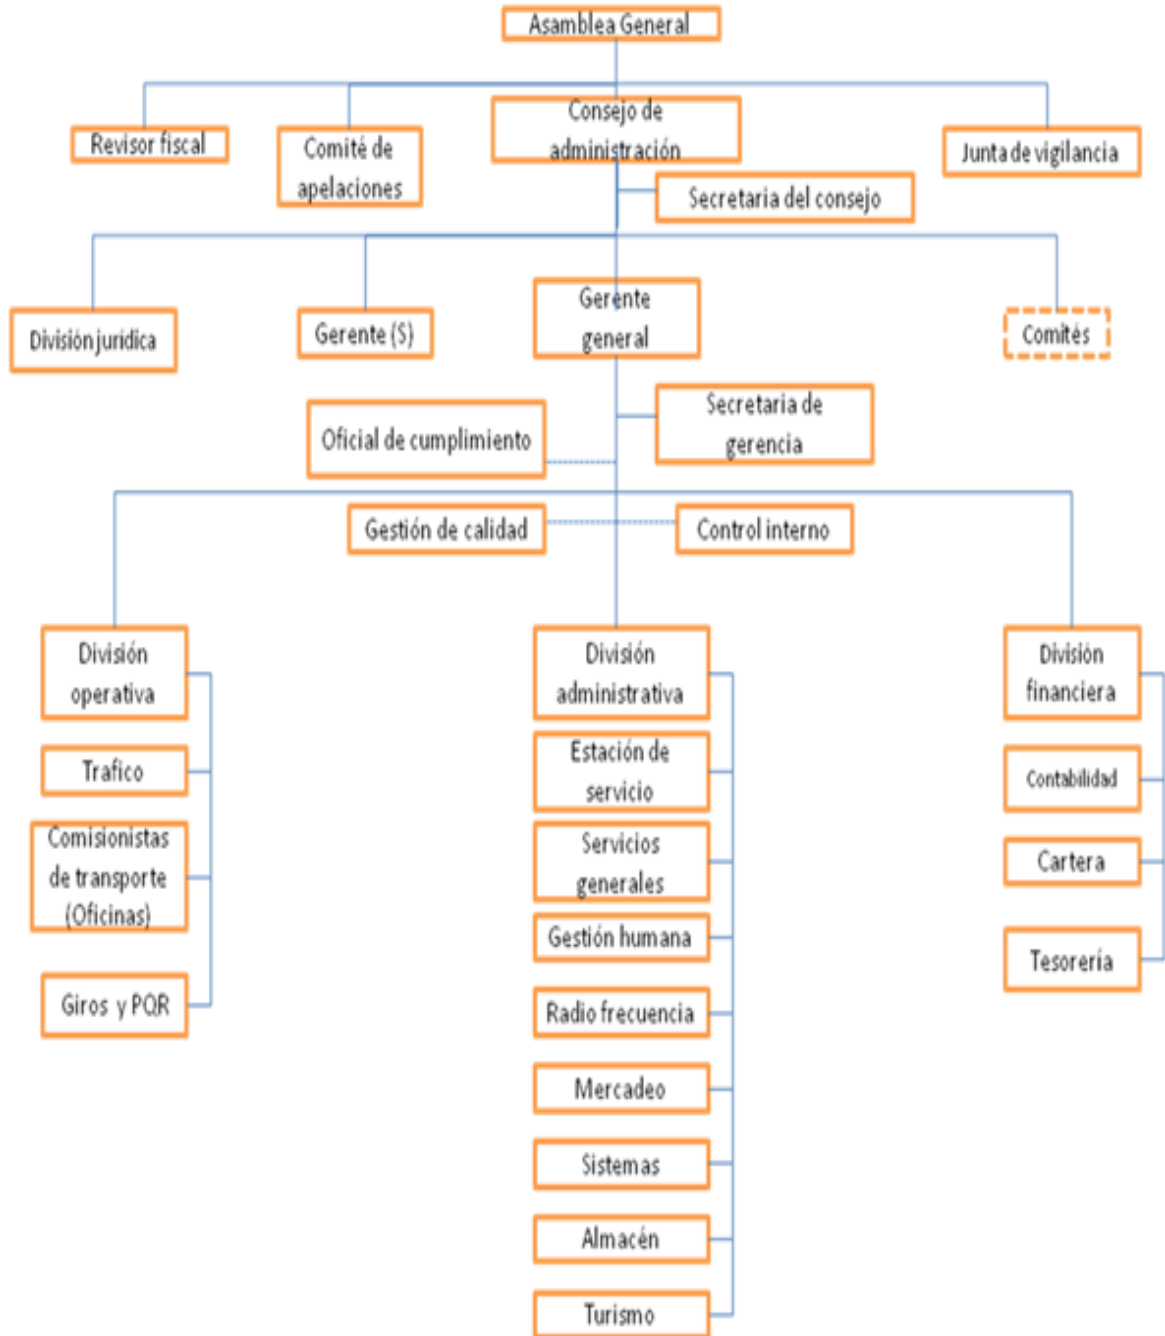 Asamblea General
Revisor fiscal
Comité de
apelaciones
Consejo de
administración
Junta de vigilancia
Secretaria del consejo
División jurídica
Gerente (S)
Gerente
general
Comités
Oficial de cumplimiento
Secretaria de
gerencia
Gestión de calidad
Control interno
División
operativa
Trafico
Comisionistas
de transporte
(Oficinas)
Giros y PQR
División
administrativa
Estación de
servicio
Servicios
generales
Gestión humana
Radio frecuencia
Mercadeo
Sistemas
Almacén
Turismo
División
financiera
Contabilidad
Cartera
Tesorería